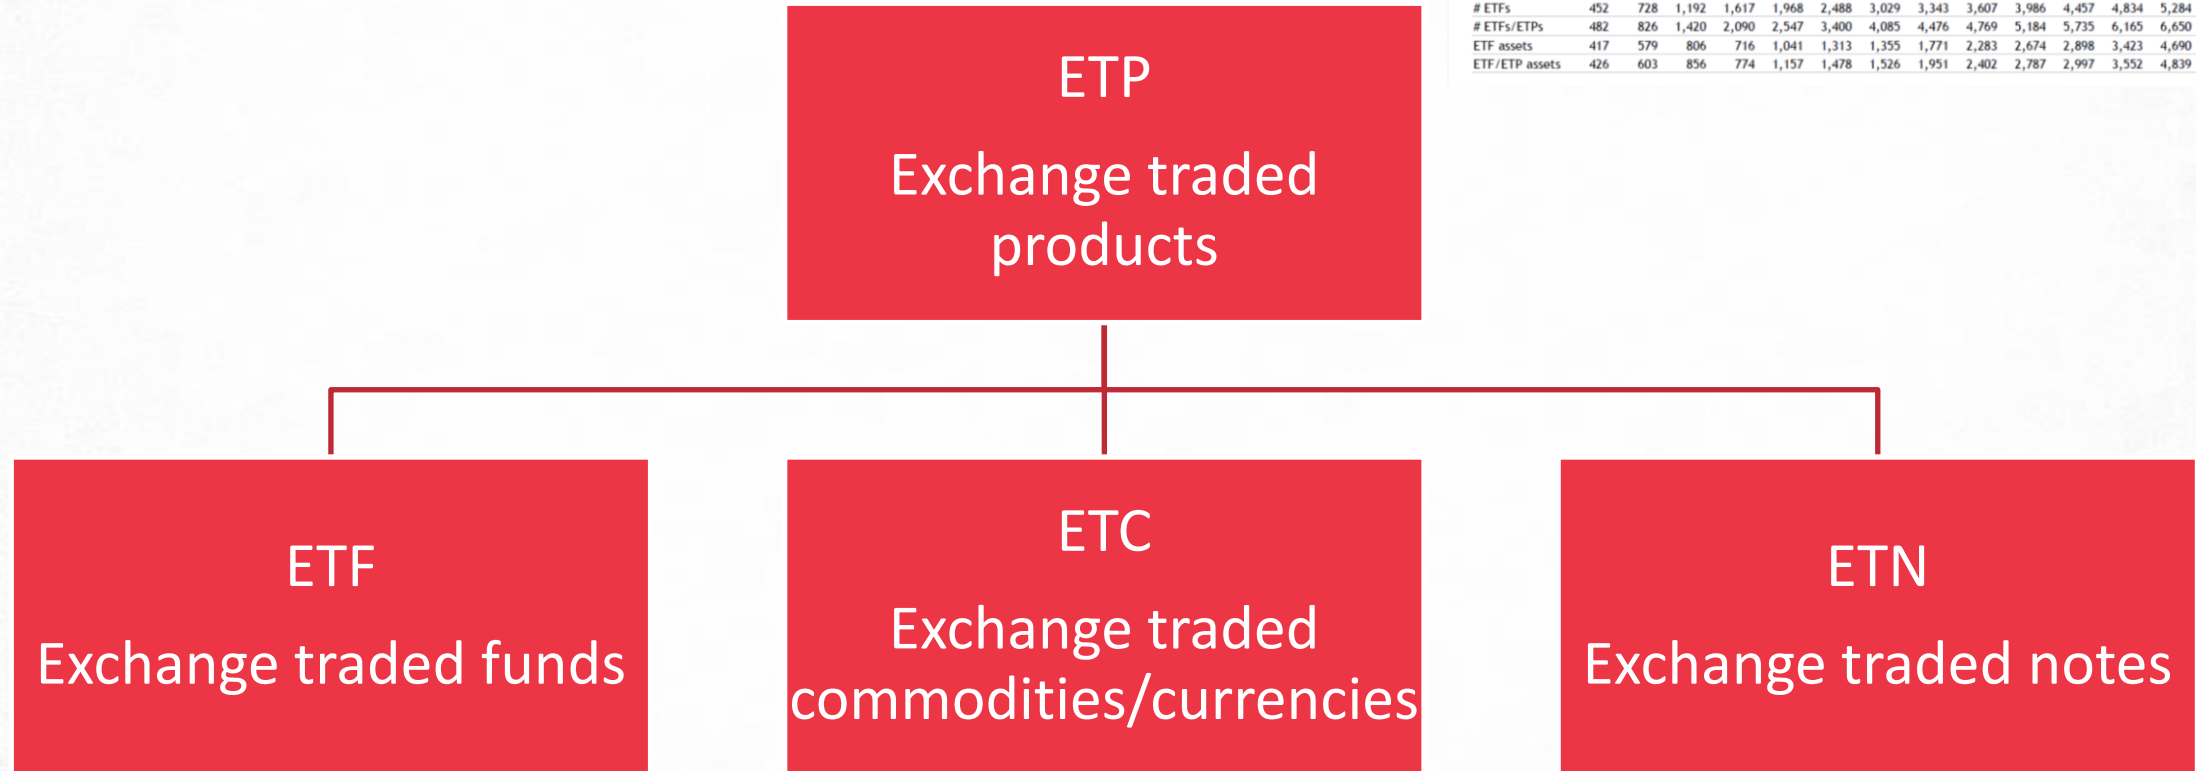 # ETFs 452 728 1,192 1,617 1,968 2,488 3,029 3,343 3,607 3,986 4,457 4,834 5,284
# ETFs/ETPs 482 826 1,420 2,090 2,547 3,400 4,085 4,476 4,769 5,184 5,735 6,165 6,650
ETF assets 417 579 806 716 1,041 1,313 1,355 1,771 2,283 2,674 2,898 3,423 4,690
ETF/ETP assets 426 603 856 774 1,157 1,478 1,526 1,951 2,402 2,787 2,997 3,552 4,839
ETP
Exchange traded
products
ETF
Exchange traded funds
ETC
Exchange traded
commodities/currencies
ETN
Exchange traded notes